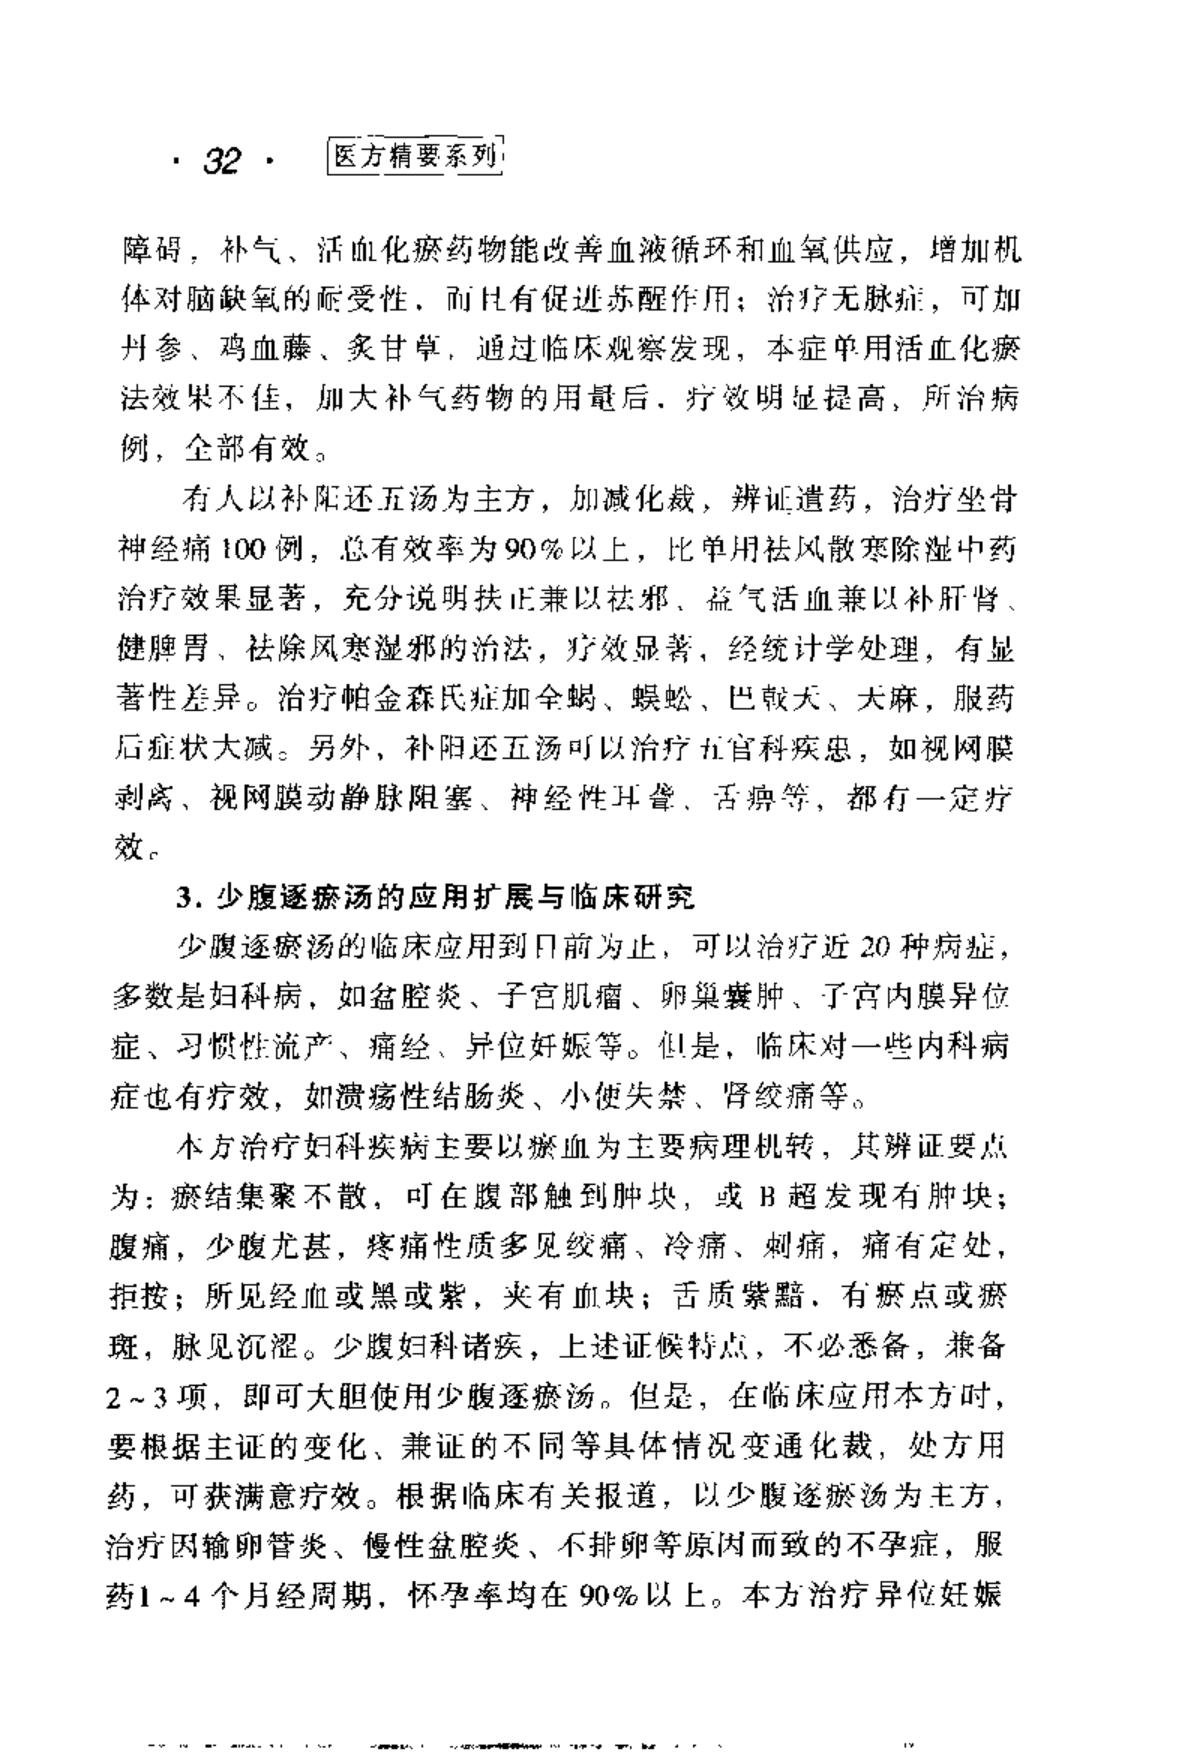 · 32 · 医方精要系列
障碍，补气、活血化瘀药物能改善血液循环和血氧供应，增加机
体对脑缺氧的耐受性，而且有促进苏醒作用；治疗无脉症，可加
丹参、鸡血藤、炙甘草，通过临床观察发现，本症单用活血化瘀
法效果不佳，加大补气药物的用量后，疗效明显提高，所治病
例，全部有效。
有人以补阳还五汤为主方，加减化裁，辨证遣药，治疗坐骨
神经痛100例，总有效率为90%以上，比单用祛风散寒除湿中药
治疗效果显著，充分说明扶正兼以祛邪、益气活血兼以补肝肾、
健脾胃、祛除风寒湿邪的治法，疗效显著，经统计学处理，有显
著性差异。治疗帕金森氏症加全蝎、蜈蚣、巴戟天、天麻，服药
后症状大减。另外，补阳还五汤可以治疗五官科疾患，如视网膜
剥离、视网膜动静脉阻塞、神经性耳聋、舌痹等，都有一定疗
效。
3. 少腹逐瘀汤的应用扩展与临床研究
少腹逐瘀汤的临床应用到目前为止，可以治疗近20种病症，
多数是妇科病，如盆腔炎、子宫肌瘤、卵巢囊肿、子宫内膜异位
症、习惯性流产、痛经、异位妊娠等。但是，临床对一些内科病
症也有疗效，如溃疡性结肠炎、小便失禁、肾绞痛等。
本方治疗妇科疾病主要以瘀血为主要病理机转，其辨证要点
为：瘀结集聚不散，可在腹部触到肿块，或B超发现有肿块；
腹痛，少腹尤甚，疼痛性质多见绞痛、冷痛、刺痛，痛有定处，
拒按；所见经血或黑或紫，夹有血块；舌质紫黯，有瘀点或瘀
斑，脉见沉涩。少腹妇科诸疾，上述证候特点，不必悉备，兼备
2~3项，即可大胆使用少腹逐瘀汤。但是，在临床应用本方时，
要根据主证的变化、兼证的不同等具体情况变通化裁，处方用
药，可获满意疗效。根据临床有关报道，以少腹逐瘀汤为主方，
治疗因输卵管炎、慢性盆腔炎、不排卵等原因而致的不孕症，服
药1~4个月经周期，怀孕率均在90%以上。本方治疗异位妊娠